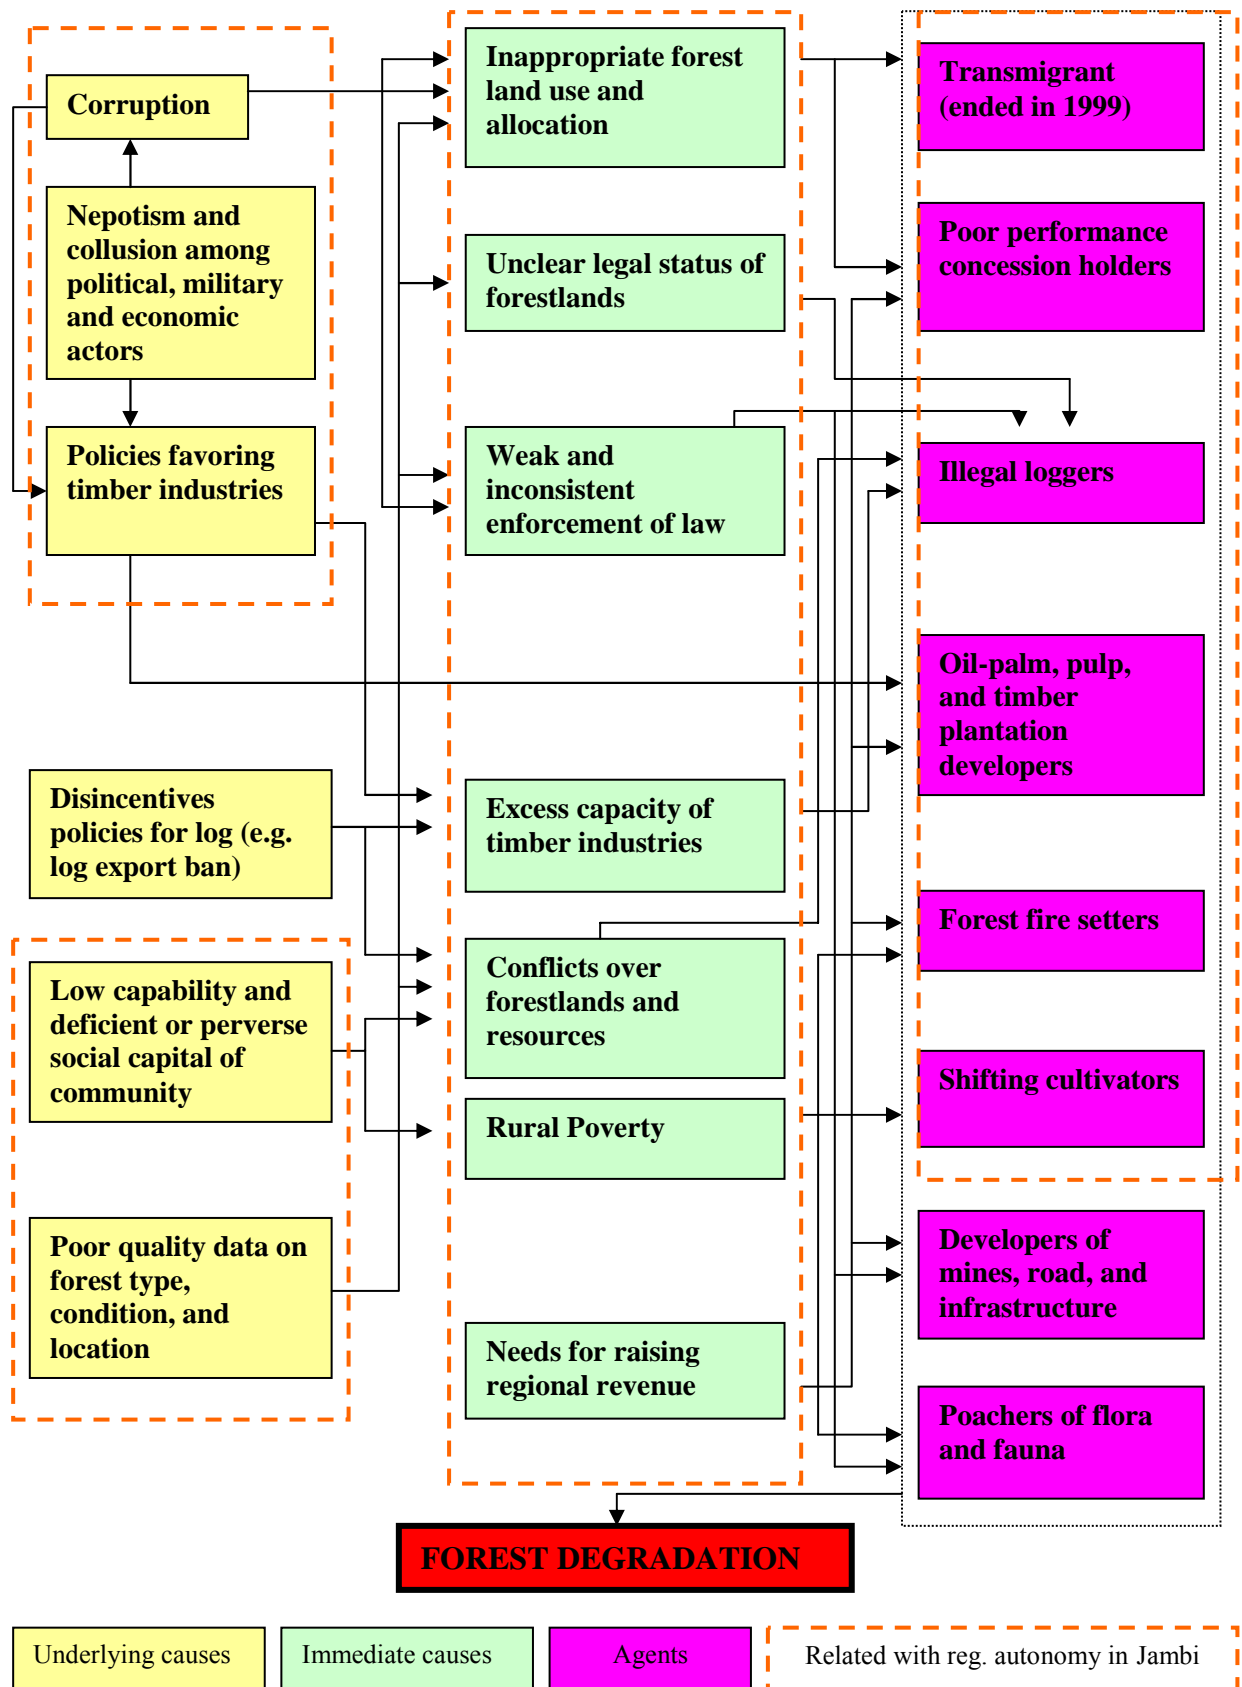 Corruption
Nepotism and
collusion among
political, military
and economic
actors
Policies favoring
timber industries
Disincentives
policies for log (e.g.
log export ban)
Low capability and
deficient or perverse
social capital of
community
Poor quality data on
forest type,
condition, and
location
Inappropriate forest
land use and
allocation
Unclear legal status of
forestlands
Weak and
inconsistent
enforcement of law
Excess capacity of
timber industries
Conflicts over
forestlands and
resources
Rural Poverty
Needs for raising
regional revenue
Transmigrant
(ended in 1999)
Poor performance
concession holders
Illegal loggers
Oil-palm, pulp,
and timber
plantation
developers
Forest fire setters
Shifting cultivators
Developers of
mines, road, and
infrastructure
Poachers of flora
and fauna
FOREST DEGRADATION
Underlying causes
Immediate causes
Agents
Related with reg. autonomy in Jambi